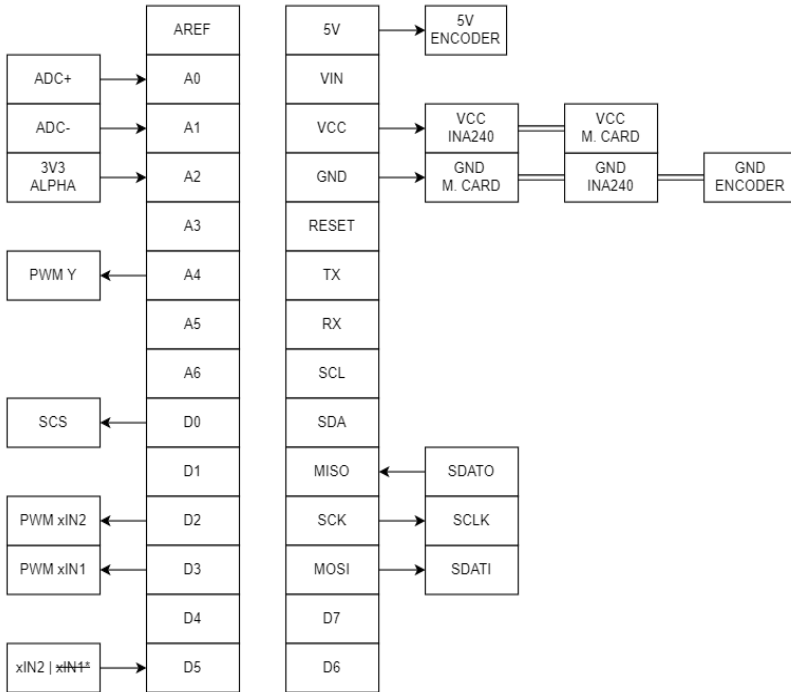 AREF
5V
5V
ENCODER
ADC+
A0
VIN
ADC-
A1
VCC
VCC
INA240
VCC
M. CARD
3V3
ALPHA
A2
GND
GND
M. CARD
GND
INA240
GND
ENCODER
A3
RESET
PWM Y
A4
TX
A5
RX
A6
SCL
SCS
D0
SDA
D1
MISO
SDATO
PWM xIN2
D2
SCK
SCLK
PWM xIN1
D3
MOSI
SDATI
D4
D7
xIN2 | xIN1*
D5
D6